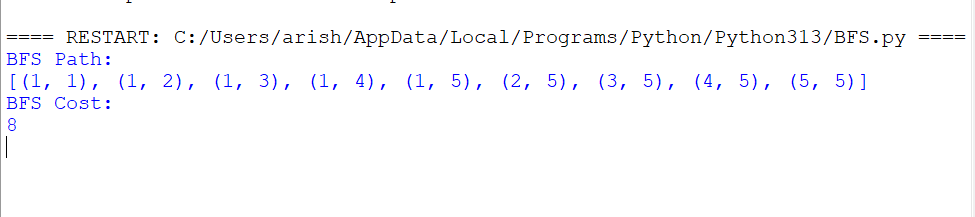 ==== RESTART: C:/Users/arish/AppData/Local/Programs/Python/Python313/BFS.py ====
BFS Path:
[(1, 1), (1, 2), (1, 3), (1, 4), (1, 5), (2, 5), (3, 5), (4, 5), (5, 5)]
BFS Cost:
8